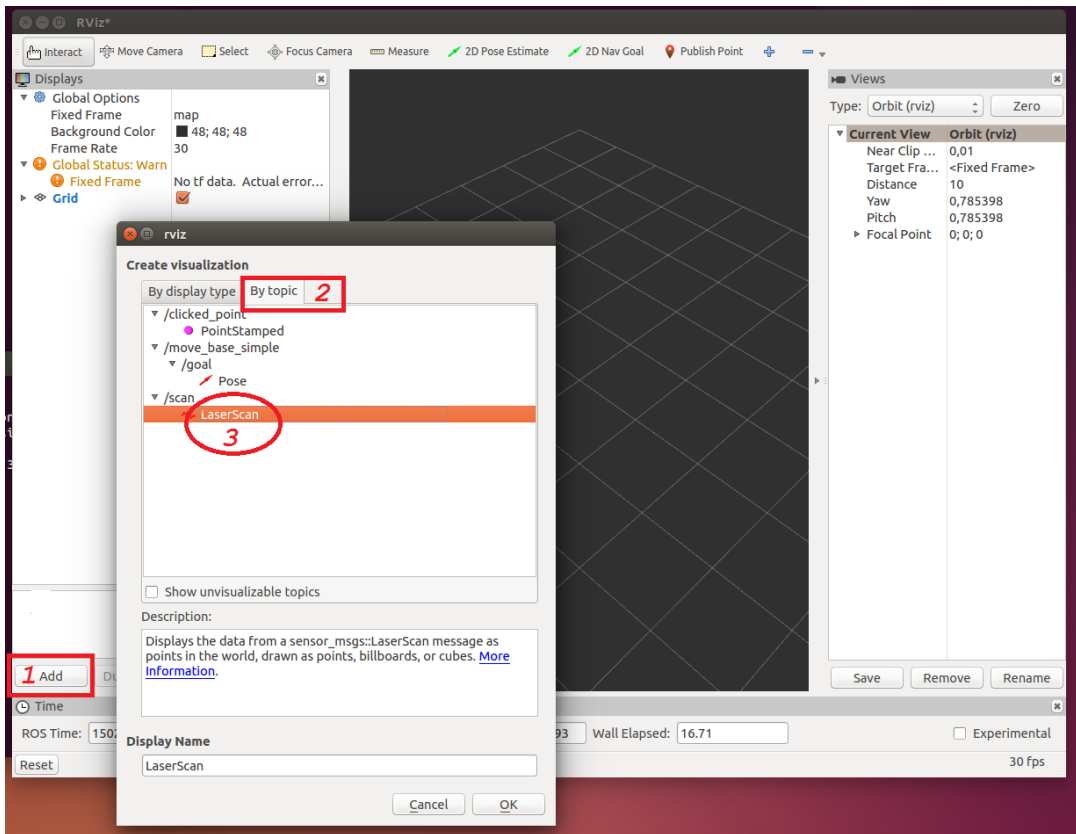 RViz*
Interact Move Camera Select Focus Camera Measure 2D Pose Estimate 2D Nav Goal Publish Point
Displays
Global Options
Fixed Frame map
Background Color 48; 48; 48
Frame Rate 30
Global Status: Warn
Fixed Frame No tf data. Actual error...
Grid
Views
Type: Orbit (rviz) Zero
Current View Orbit (rviz)
Near Clip ... 0,01
Target Fra... <Fixed Frame>
Distance 10
Yaw 0,785398
Pitch 0,785398
Focal Point 0; 0; 0
rviz
Create visualization
By display type By topic 2
/clicked_point
PointStamped
/move_base_simple
/goal
Pose
/scan
LaserScan
3
Show unvisualizable topics
Description:
Displays the data from a sensor_msgs::LaserScan message as
points in the world, drawn as points, billboards, or cubes. More
Information.
Display Name
LaserScan
Cancel OK
1 Add
Save Remove Rename
Time
ROS Time: 93 Wall Elapsed: 16.71 Experimental
Reset 30 fps